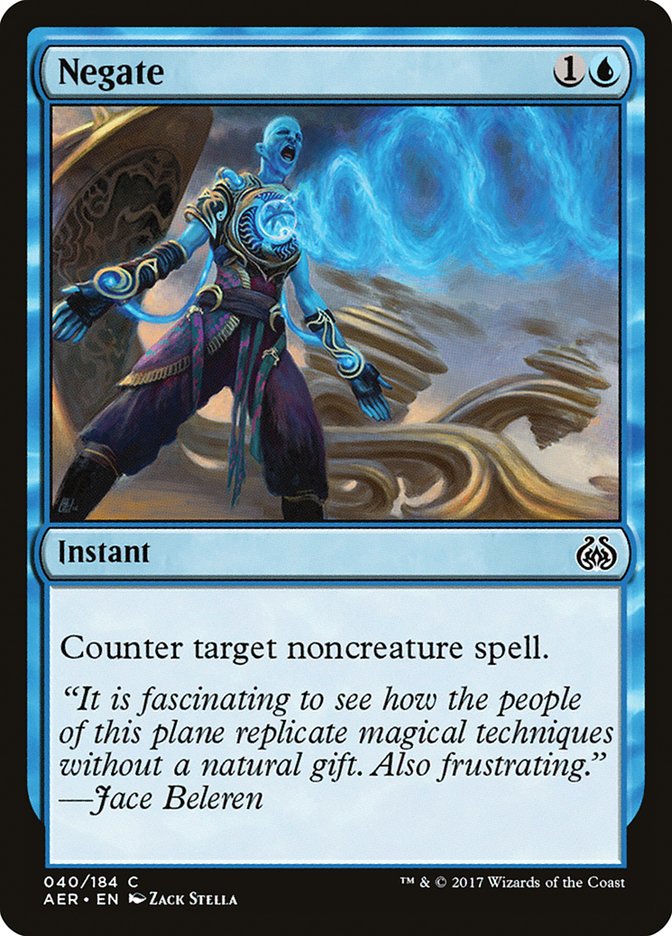 Negate 1
Instant
Counter target noncreature spell.
“It is fascinating to see how the people
of this plane replicate magical techniques
without a natural gift. Also frustrating.”
—Jace Beleren
040/184 C
AER • EN Zack Stella
™ & © 2017 Wizards of the Coast